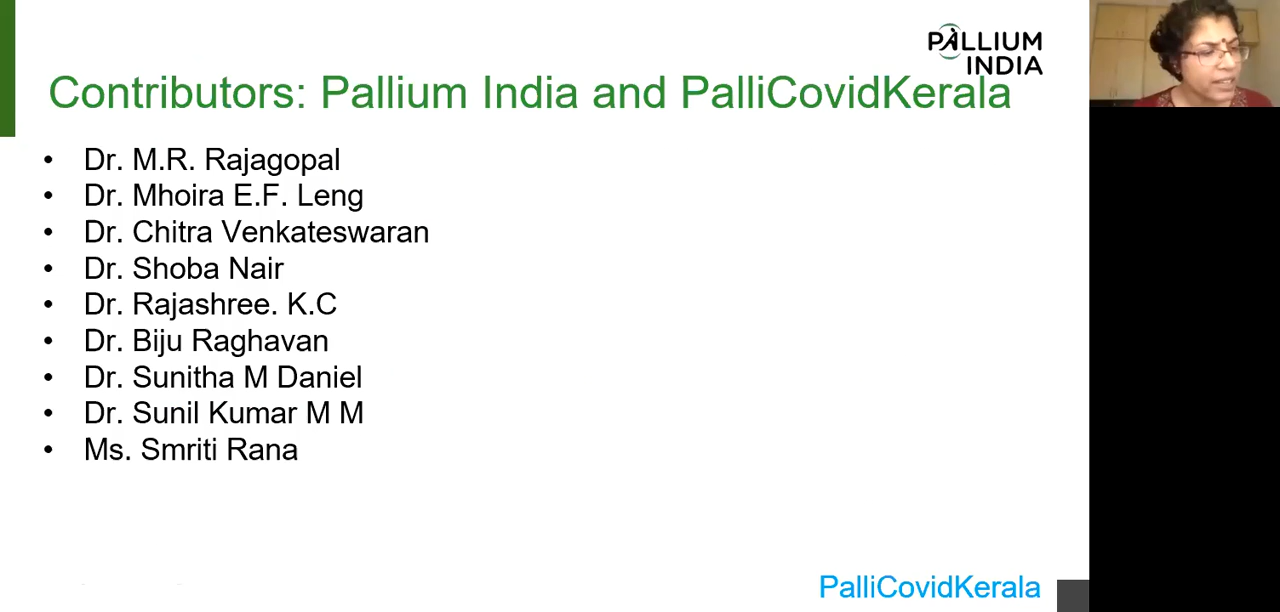 PALLIUM
INDIA
Contributors: Pallium India and PalliCovidKerala
• Dr. M.R. Rajagopal
• Dr. Mhoira E.F. Leng
• Dr. Chitra Venkateswaran
• Dr. Shoba Nair
• Dr. Rajashree. K.C
• Dr. Biju Raghavan
• Dr. Sunitha M Daniel
• Dr. Sunil Kumar M M
• Ms. Smriti Rana
PalliCovidKerala